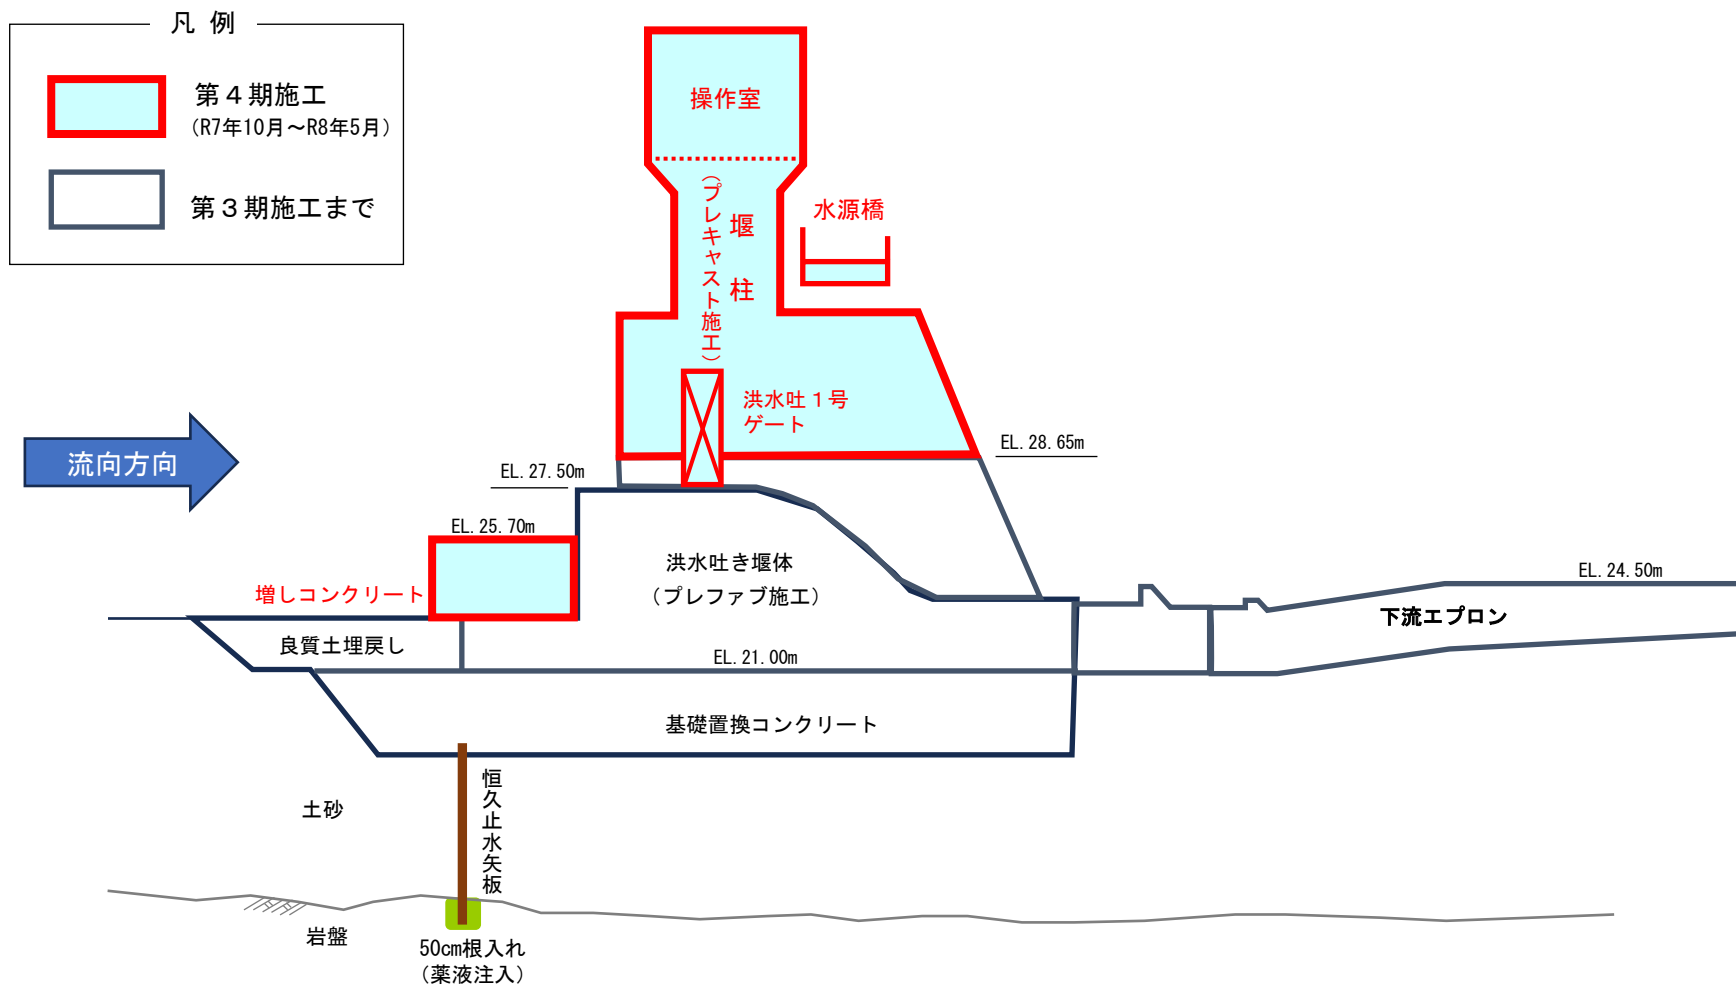 凡 例
第４期施工
(R7年10月～R8年5月)
第３期施工まで
操作室
(プレキャスト施工)
堰柱
水源橋
洪水吐１号
ゲート
流向方向
EL.28.65m
EL.27.50m
EL.25.70m
洪水吐き堰体
(プレファブ施工)
EL.24.50m
増しコンクリート
下流エプロン
良質土埋戻し
EL.21.00m
基礎置換コンクリート
恒久止水矢板
土砂
岩盤
50cm根入れ
(薬液注入)